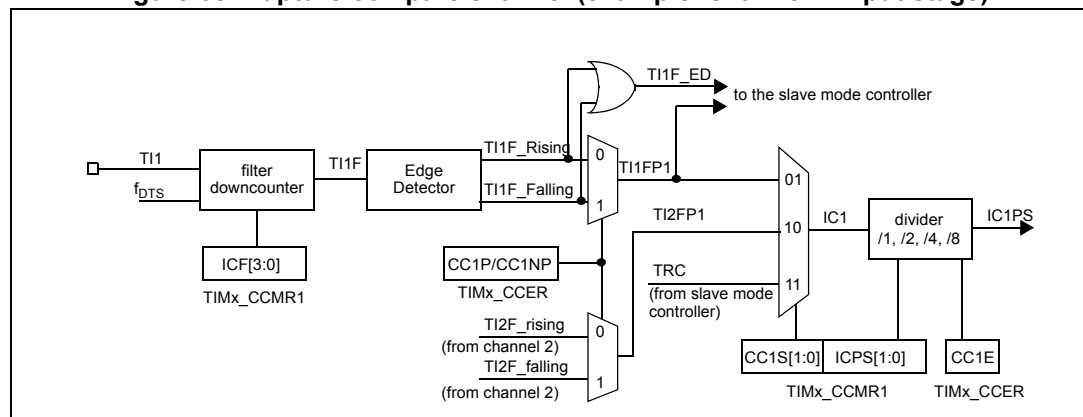 TI1F_ED
to the slave mode controller
TI1
f_DTS
filter
downcounter
TI1F
Edge
Detector
TI1F_Rising
TI1F_Falling
0
1
TI1FP1
01
TI2FP1
10
IC1
divider
/1, /2, /4, /8
IC1PS
ICF[3:0]
TIMx_CCMR1
CC1P/CC1NP
TIMx_CCER
TRC
(from slave mode
controller)
11
TI2F_rising
(from channel 2)
0
TI2F_falling
(from channel 2)
1
CC1S[1:0]
ICPS[1:0]
CC1E
TIMx_CCMR1
TIMx_CCER